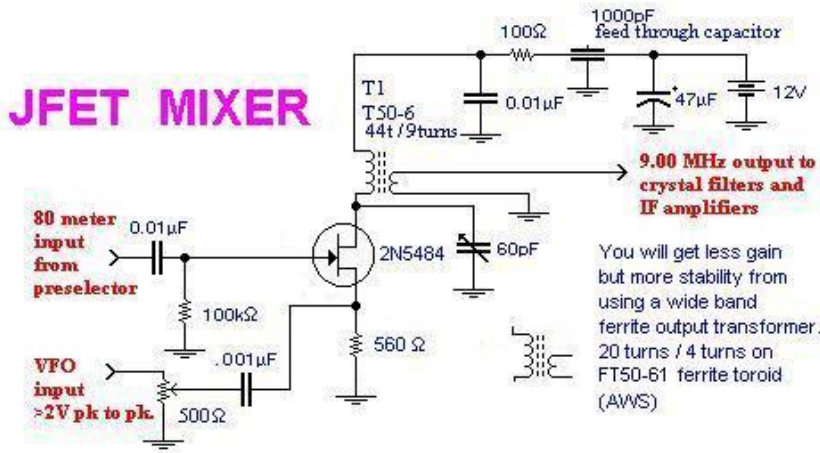 1000pF
100Ω
feed through capacitor
JFET MIXER
T1
T50-6
44t /9turns
0.01µF
+
47µF
12V
9.00 MHz output to
crystal filters and
IF amplifiers
80 meter
input
from
preselector
0.01µF
2N5484
60pF
100kΩ
You will get less gain
but more stability from
using a wide band
ferrite output transformer.
20 turns / 4 turns on
FT50-61 ferrite toroid
(AWS)
VFO
input
>2V pk to pk.
.001µF
500Ω
560 Ω